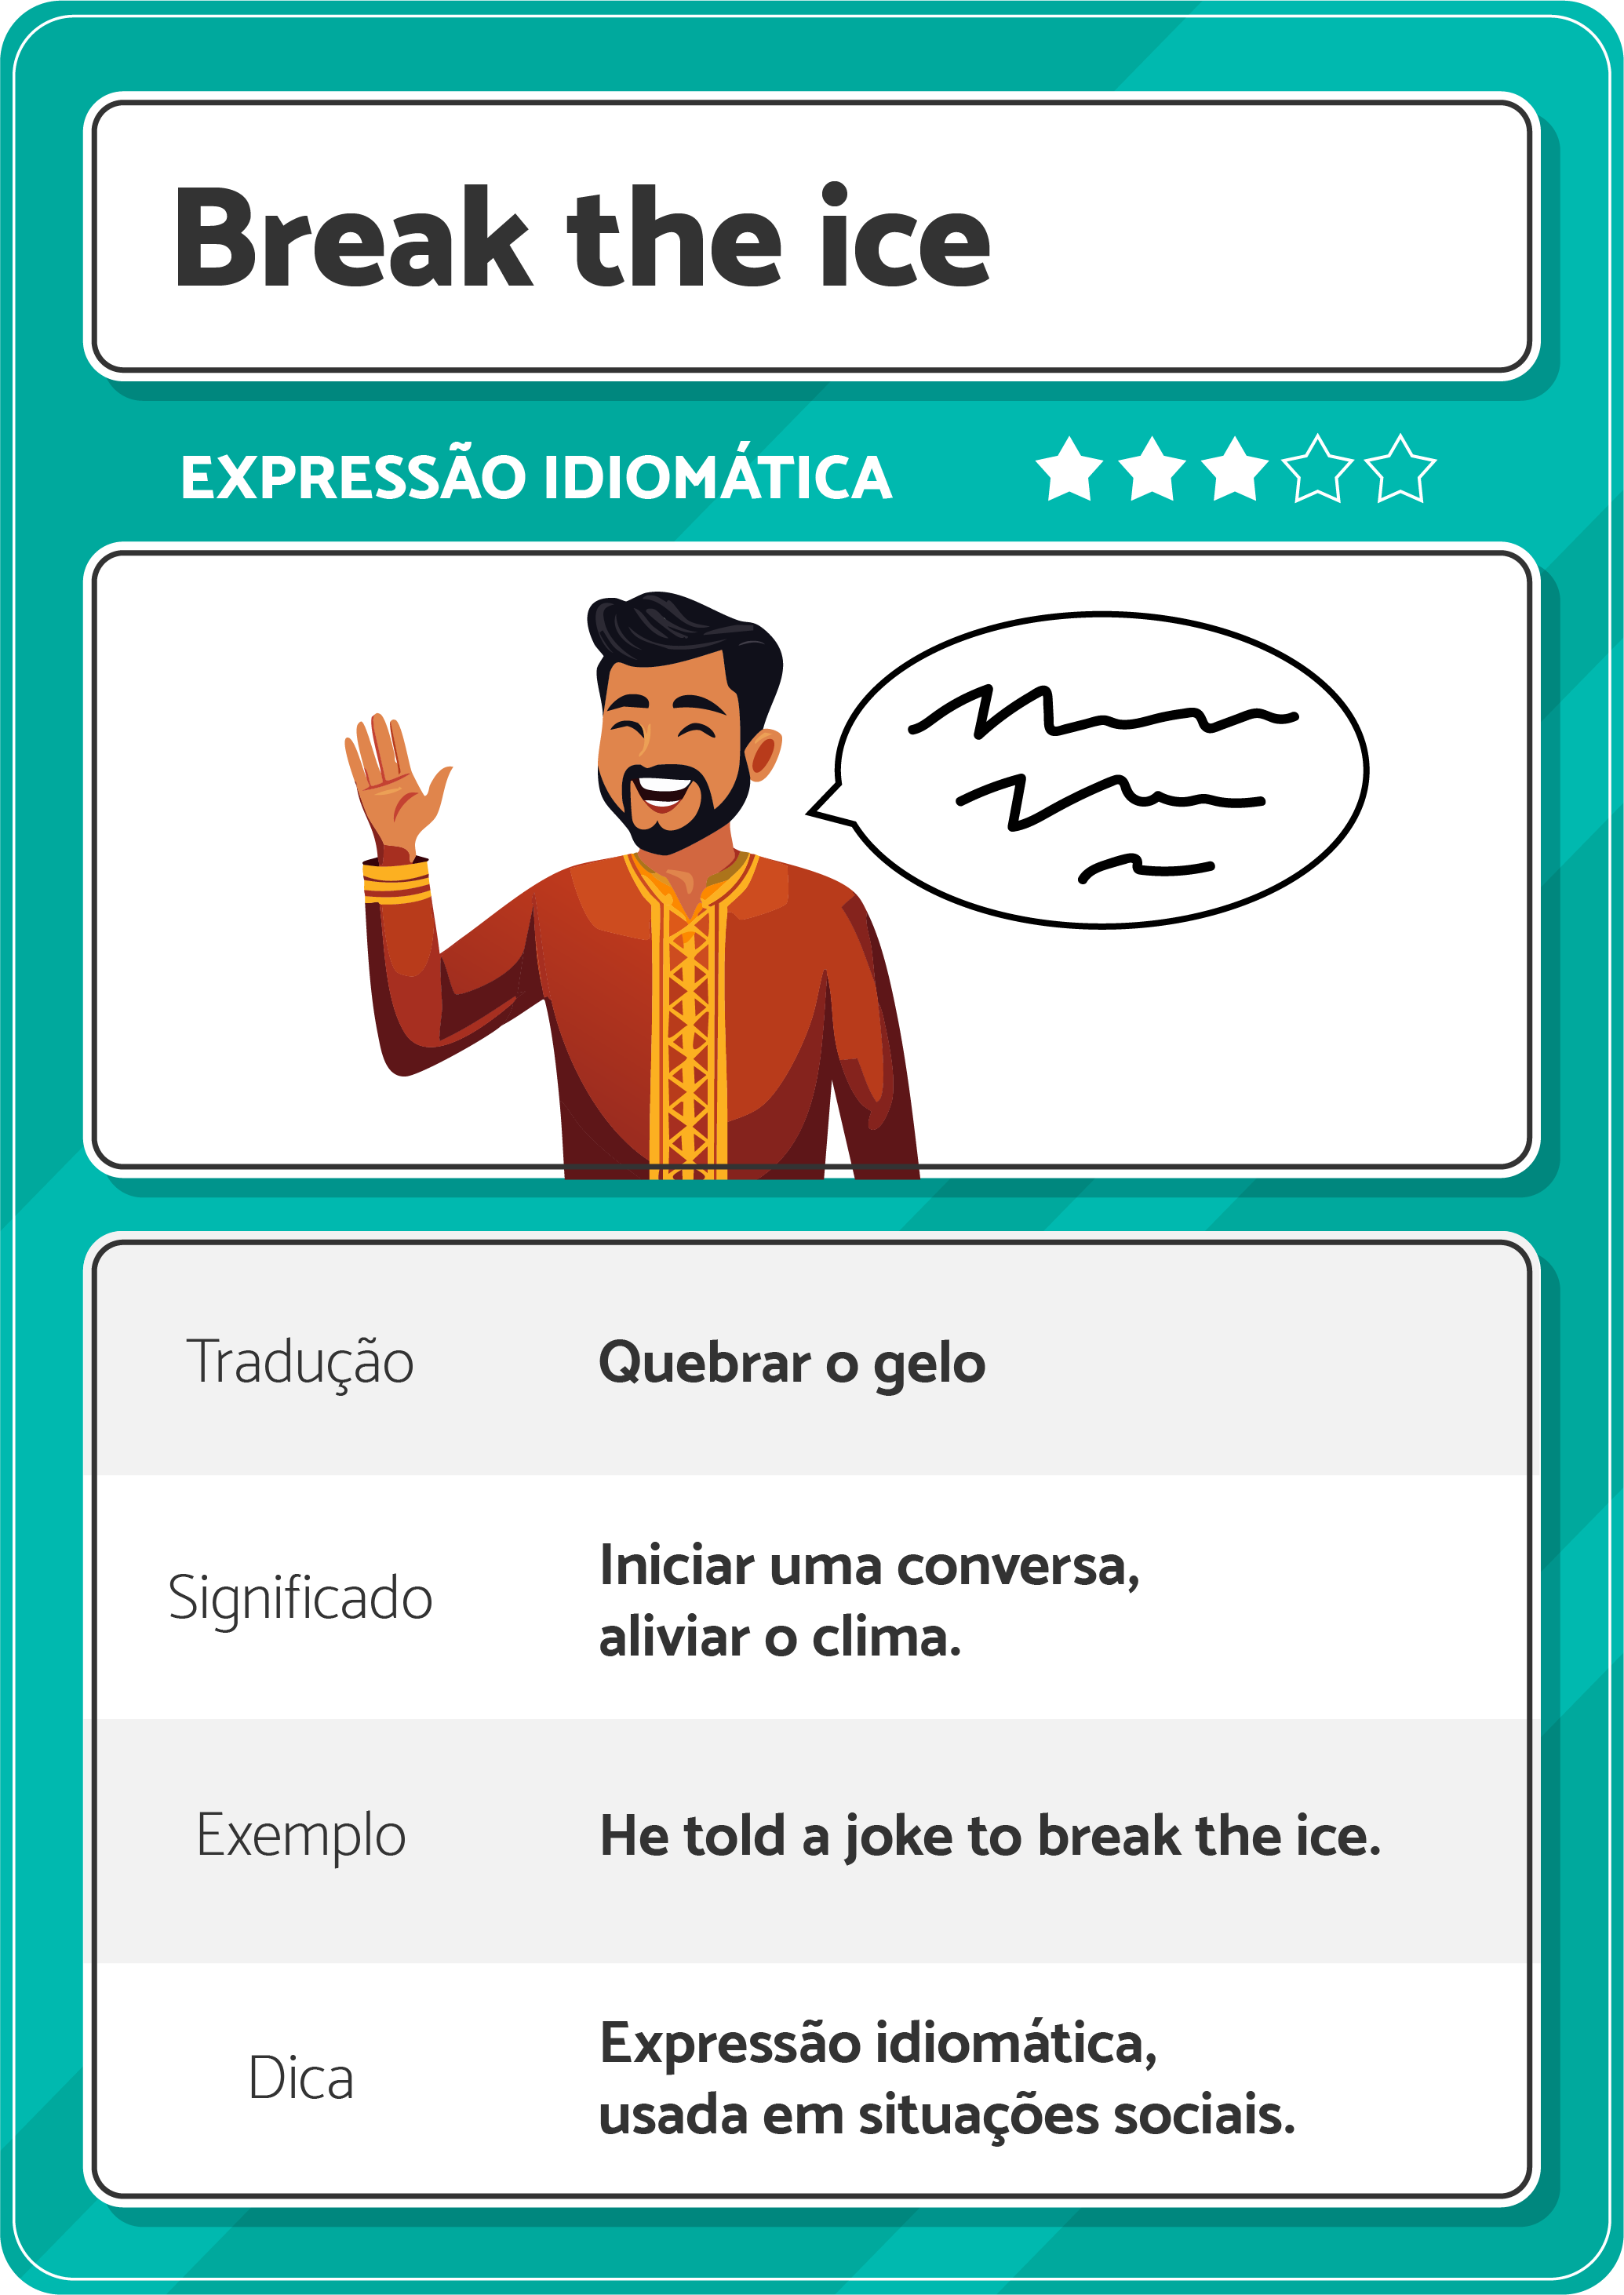 Break the ice
EXPRESSÃO IDIOMÁTICA
Tradução
Quebrar o gelo
Significado
Iniciar uma conversa,
aliviar o clima.
Exemplo
He told a joke to break the ice.
Dica
Expressão idiomática,
usada em situações sociais.